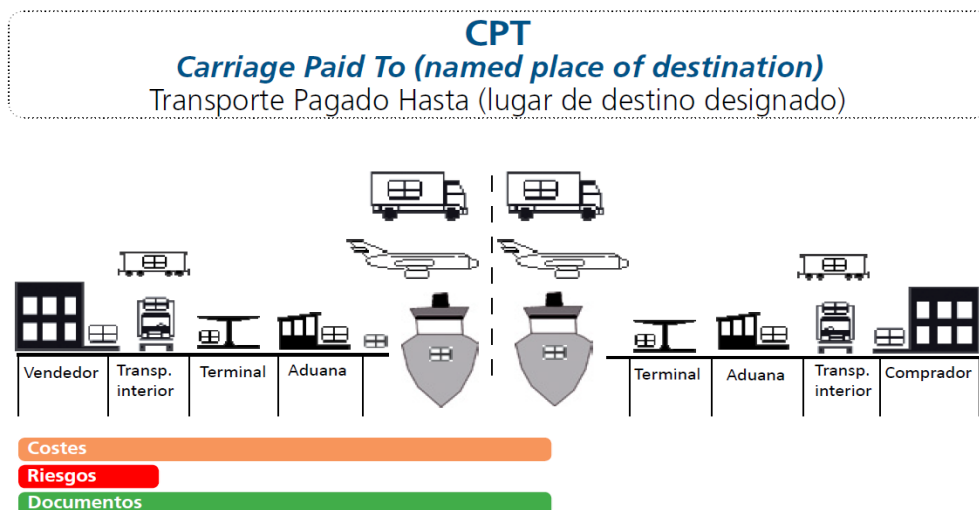 CPT
Carriage Paid To (named place of destination)
Transporte Pagado Hasta (lugar de destino designado)
Vendedor
Transp.
interior
Terminal
Aduana
Terminal
Aduana
Transp.
interior
Comprador
Costes
Riesgos
Documentos